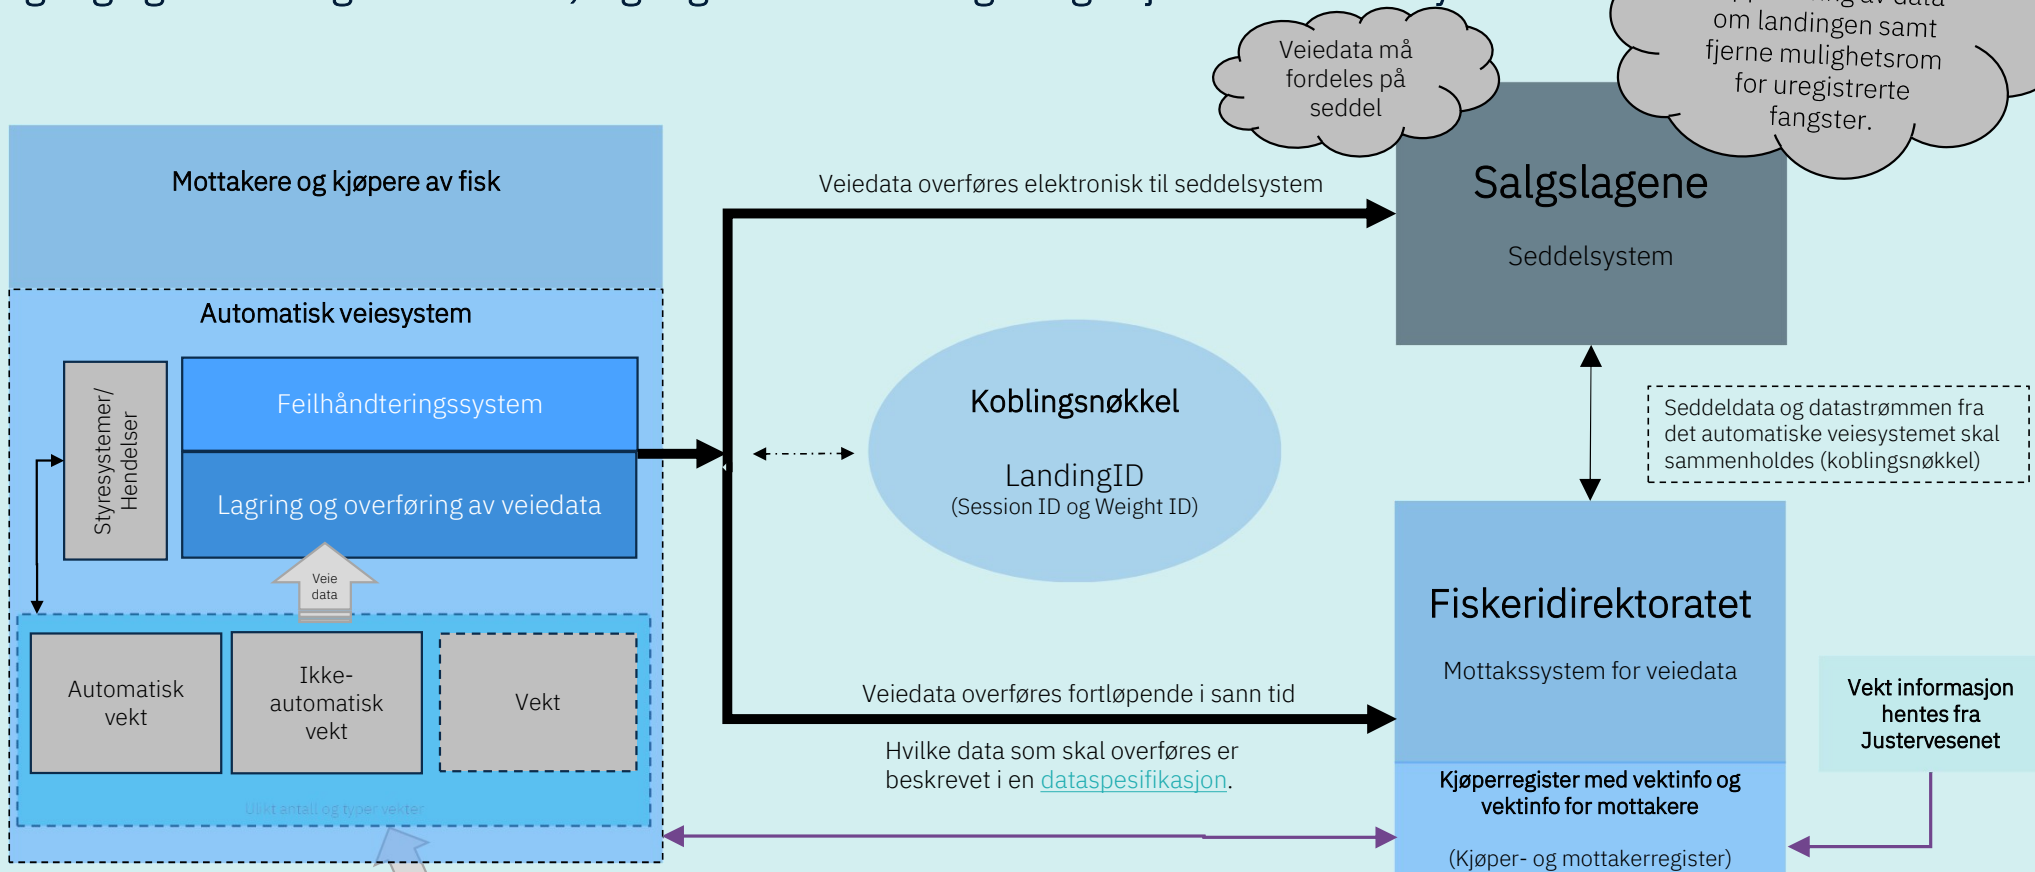 om landingen samt
fjerne mulighetsrom
for uregistrerte
fangster.
Veiedata må
fordeles på
seddel
Mottakere og kjøpere av fisk
Veiedata overføres elektronisk til seddelsystem
Salgslagene
Seddelsystem
Automatisk veiesystem
Styresystemer/
Hendelser
Feilhåndteringssystem
Lagring og overføring av veiedata
Koblingsnøkkel
LandingID
(Session ID og Weight ID)
Seddeldata og datastrømmen fra
det automatiske veiesystemet skal
sammenholdes (koblingsnøkkel)
Veie
data
Automatisk
vekt
Ikke-
automatisk
vekt
Vekt
Ulikt antall og typer vekter
Veiedata overføres fortløpende i sann tid
Hvilke data som skal overføres er
beskrevet i en dataspesifikasjon.
Fiskeridirektoratet
Mottakssystem for veiedata
Kjøperregister med vektinfo og
vektinfo for mottakere
(Kjøper- og mottakerregister)
Vekt informasjon
hentes fra
Justervesenet